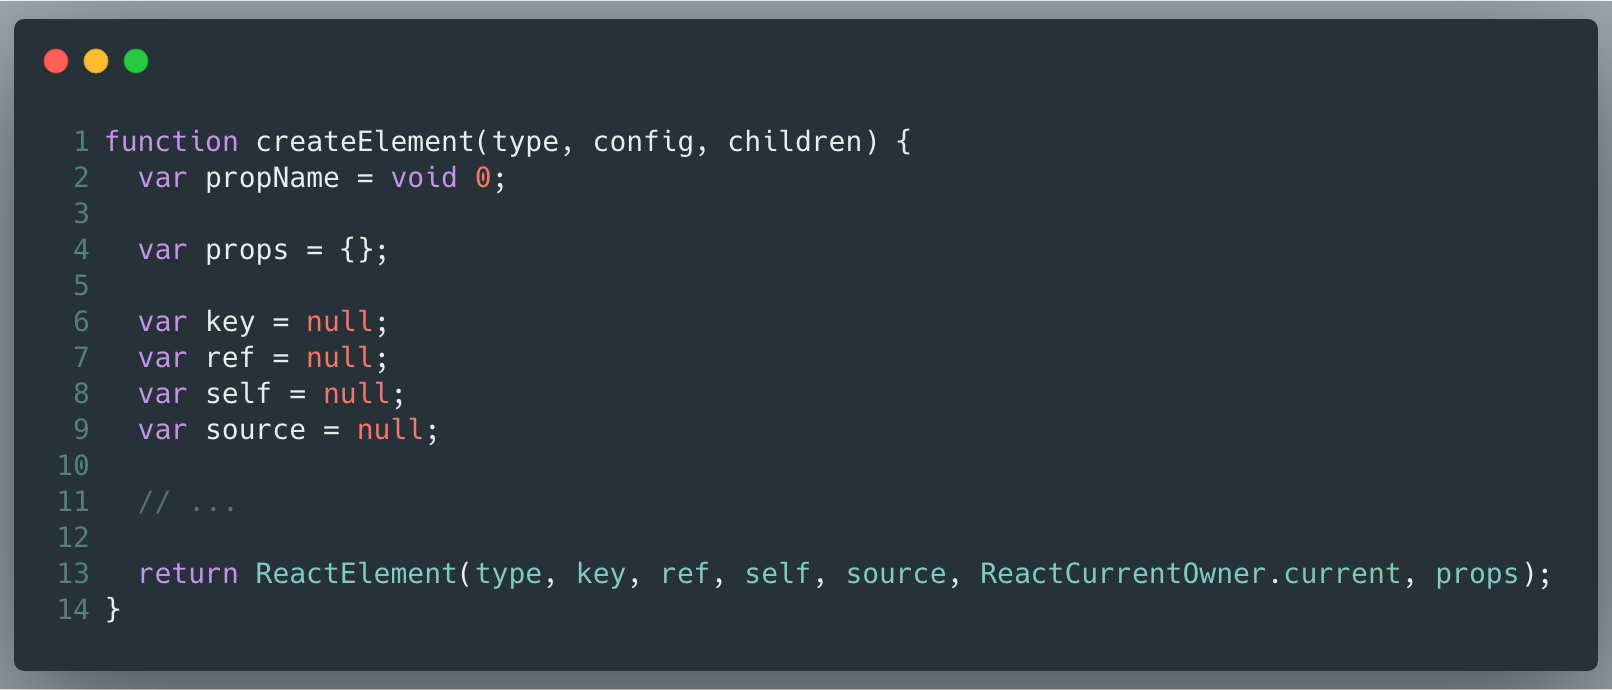 1 function createElement(type, config, children) {
2   var propName = void 0;
3
4   var props = {};
5
6   var key = null;
7   var ref = null;
8   var self = null;
9   var source = null;
10
11   // ...
12
13   return ReactElement(type, key, ref, self, source, ReactCurrentOwner.current, props);
14 }